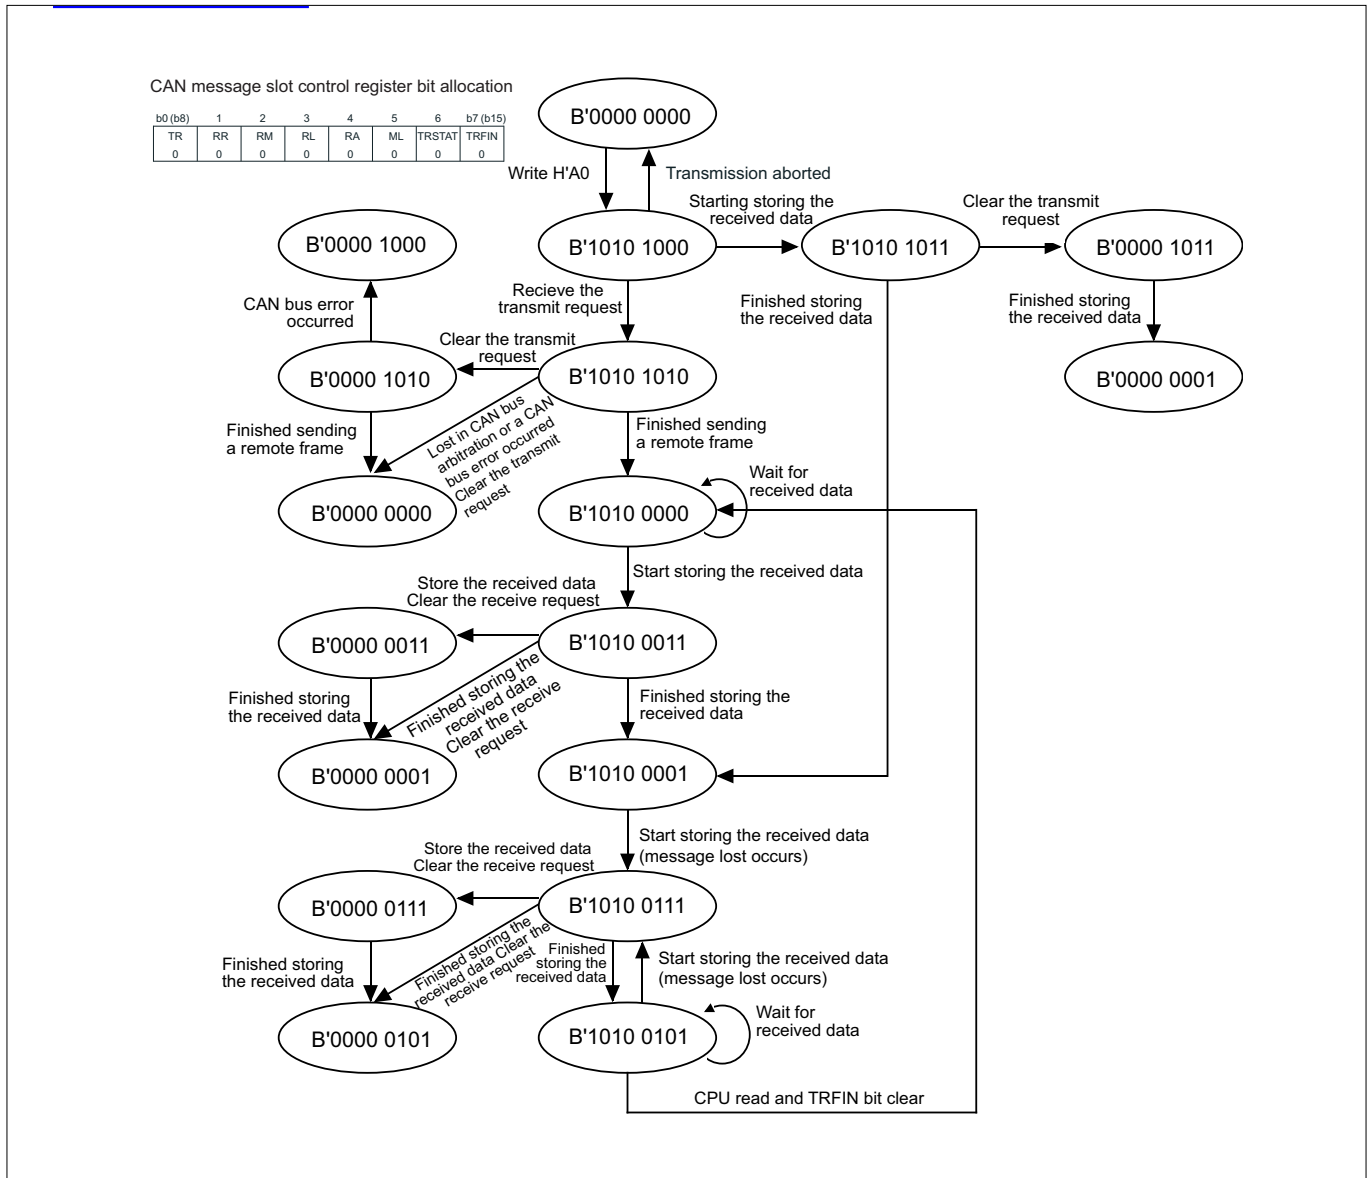 CAN message slot control register bit allocation
b0 (b8) 1 2 3 4 5 6 b7 (b15)
TR RR RM RL RA ML TRSTAT TRFIN
0 0 0 0 0 0 0 0
B'0000 0000
Write H'A0
Transmission aborted
Starting storing the
received data
Clear the transmit
request
B'0000 1000
B'1010 1000
B'1010 1011
B'0000 1011
CAN bus error
occurred
Recieve the
transmit request
Finished storing
the received data
Finished storing
the received data
Clear the transmit
request
B'0000 1010
B'1010 1010
B'0000 0001
Finished sending
a remote frame
Lost in CAN bus
arbitration or a CAN
bus error occurred
Clear the transmit
request
Finished sending
a remote frame
Wait for
received data
B'0000 0000
B'1010 0000
Start storing the received data
Store the received data
Clear the receive request
B'0000 0011
B'1010 0011
Finished storing
the received data
Finished storing the
received data
Clear the receive
request
Finished storing the
received data
B'0000 0001
B'1010 0001
Start storing the received data
(message lost occurs)
Store the received data
Clear the receive request
B'0000 0111
B'1010 0111
Finished storing
the received data
Finished storing the
received data Clear the
receive request
Finished
storing the
received data
Start storing the received data
(message lost occurs)
Wait for
received data
B'0000 0101
B'1010 0101
CPU read and TRFIN bit clear